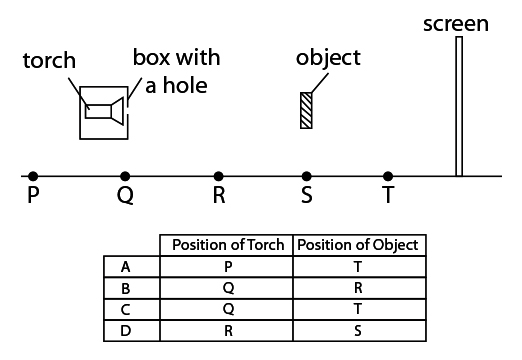 screen
torch
box with
a hole
object
P Q R S T
Position of Torch Position of Object
A P T
B Q R
C Q T
D R S